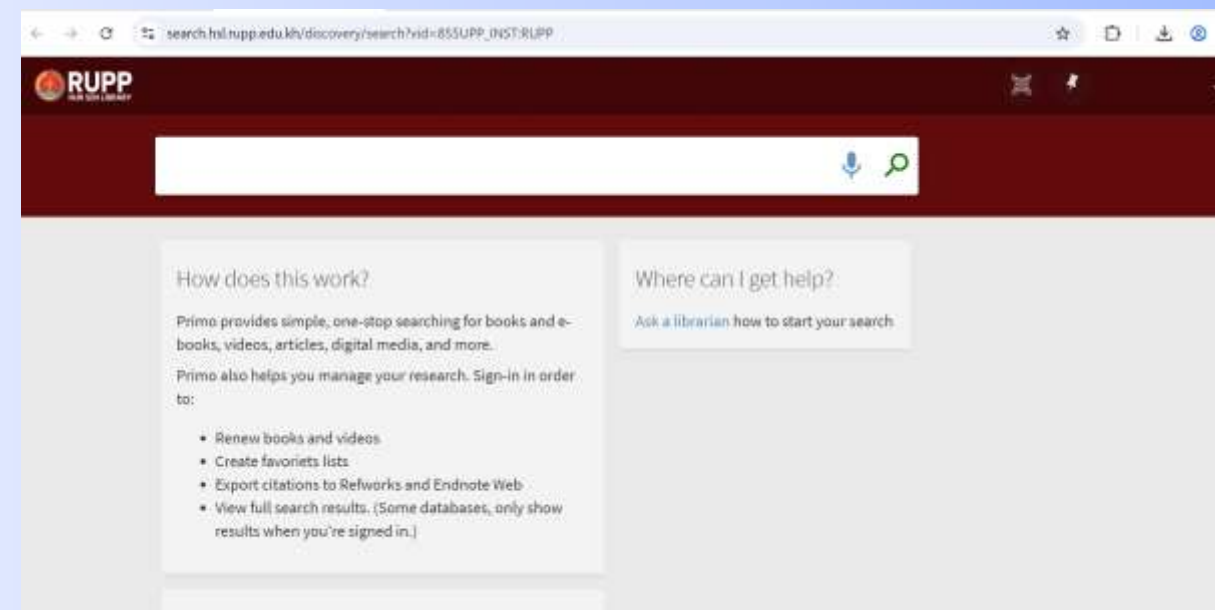 search.hsl.rupp.edu.kh/discovery/search?vid=855UPP_INST:RUPP
RUPP
HUN SEN LIBRARY
How does this work?
Primo provides simple, one-stop searching for books and e-
books, videos, articles, digital media, and more.
Primo also helps you manage your research. Sign-in in order
to:
• Renew books and videos
• Create favoriets lists
• Export citations to Refworks and Endnote Web
• View full search results. (Some databases, only show
results when you're signed in.)
Where can I get help?
Ask a librarian how to start your search